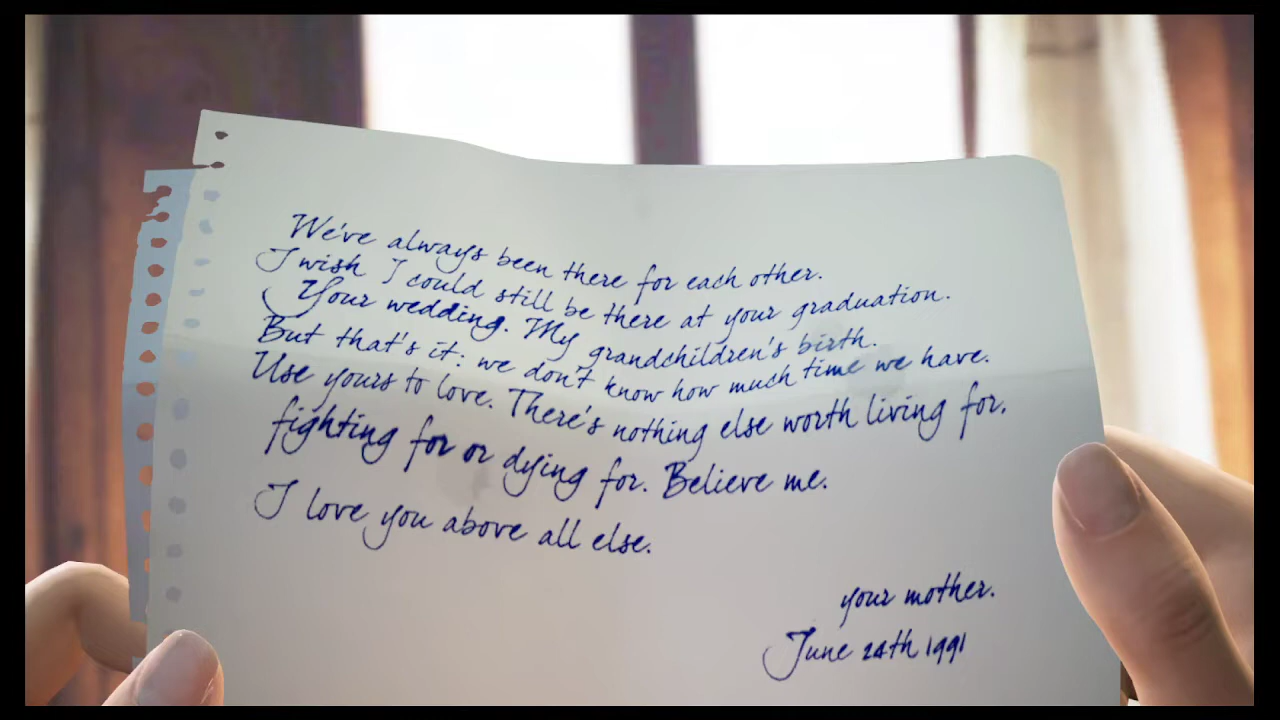 We've always been there for each other.
I wish I could still be there at your graduation.
Your wedding. My grandchildren's birth.
But that's it: we don't know how much time we have.
Use yours to love. There's nothing else worth living for,
fighting for or dying for. Believe me.
I love you above all else.
your mother.
June 24th 1991